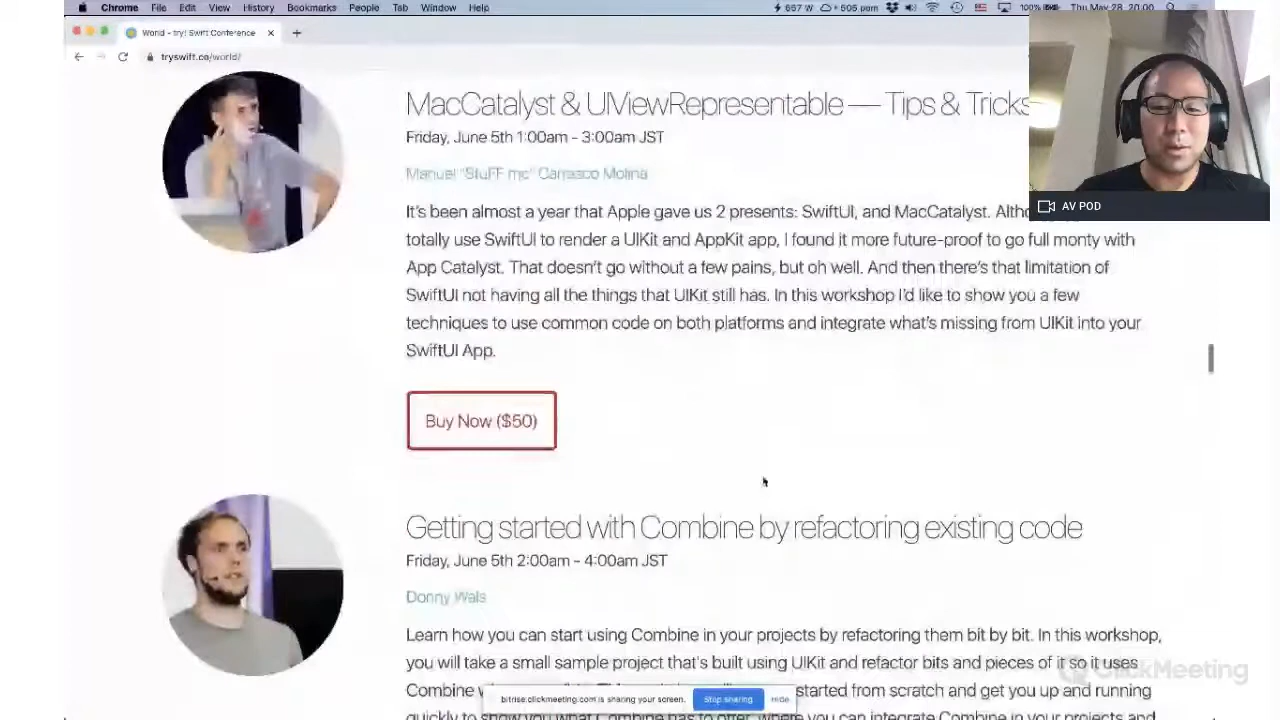 Chrome File Edit View History Bookmarks People Tab Window Help 100% Thu May 28, 20:00
World - try! Swift Conference
tryswift.co/world/
MacCatalyst & UIViewRepresentable — Tips & Tricks
Friday, June 5th 1:00am - 3:00am JST
Manuel "StuFF mc" Carrasco Molina
AV POD
It's been almost a year that Apple gave us 2 presents: SwiftUI, and MacCatalyst.
totally use SwiftUI to render a UIKit and AppKit app, I found it more future-proof to go full monty with
App Catalyst. That doesn't go without a few pains, but oh well. And then there's that limitation of
SwiftUI not having all the things that UIKit still has. In this workshop I'd like to show you a few
techniques to use common code on both platforms and integrate what's missing from UIKit into your
SwiftUI App.
Buy Now ($50)
Getting started with Combine by refactoring existing code
Friday, June 5th 2:00am - 4:00am JST
Donny Wals
Learn how you can start using Combine in your projects by refactoring them bit by bit. In this workshop,
you will take a small sample project that's built using UIKit and refactor bits and pieces of it so it uses
ClickMeeting
Combine started from scratch and get you up and running
bitrise.clickmeeting.com is sharing your screen. Stop sharing hide
quickly to show you what Combine has to offer, where you can integrate Combine in your projects and